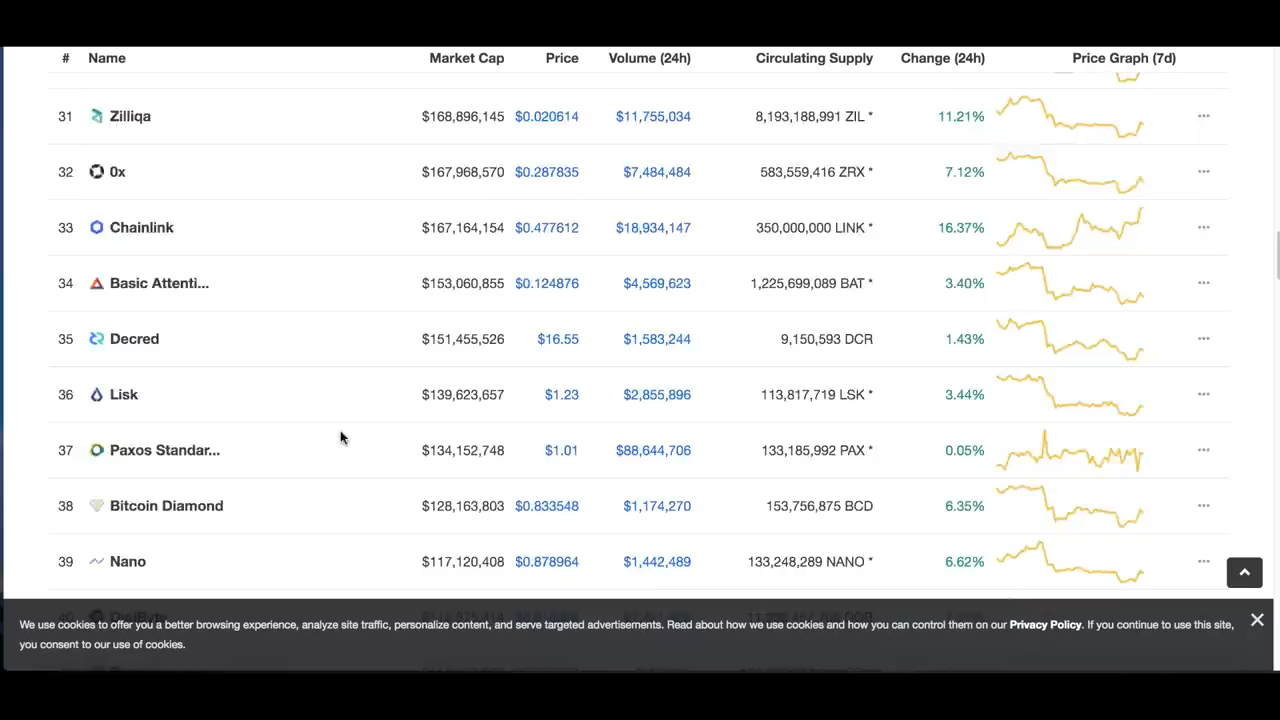 # Name Market Cap Price Volume (24h) Circulating Supply Change (24h) Price Graph (7d)
31 Zilliqa $168,896,145 $0.020614 $11,755,034 8,193,188,991 ZIL * 11.21%
32 0x $167,968,570 $0.287835 $7,484,484 583,559,416 ZRX * 7.12%
33 Chainlink $167,164,154 $0.477612 $18,934,147 350,000,000 LINK * 16.37%
34 Basic Attenti... $153,060,855 $0.124876 $4,569,623 1,225,699,089 BAT * 3.40%
35 Decred $151,455,526 $16.55 $1,583,244 9,150,593 DCR 1.43%
36 Lisk $139,623,657 $1.23 $2,855,896 113,817,719 LSK * 3.44%
37 Paxos Standar... $134,152,748 $1.01 $88,644,706 133,185,992 PAX * 0.05%
38 Bitcoin Diamond $128,163,803 $0.833548 $1,174,270 153,756,875 BCD 6.35%
39 Nano $117,120,408 $0.878964 $1,442,489 133,248,289 NANO * 6.62%
We use cookies to offer you a better browsing experience, analyze site traffic, personalize content, and serve targeted advertisements. Read about how we use cookies and how you can control them on our Privacy Policy. If you continue to use this site,
you consent to our use of cookies.